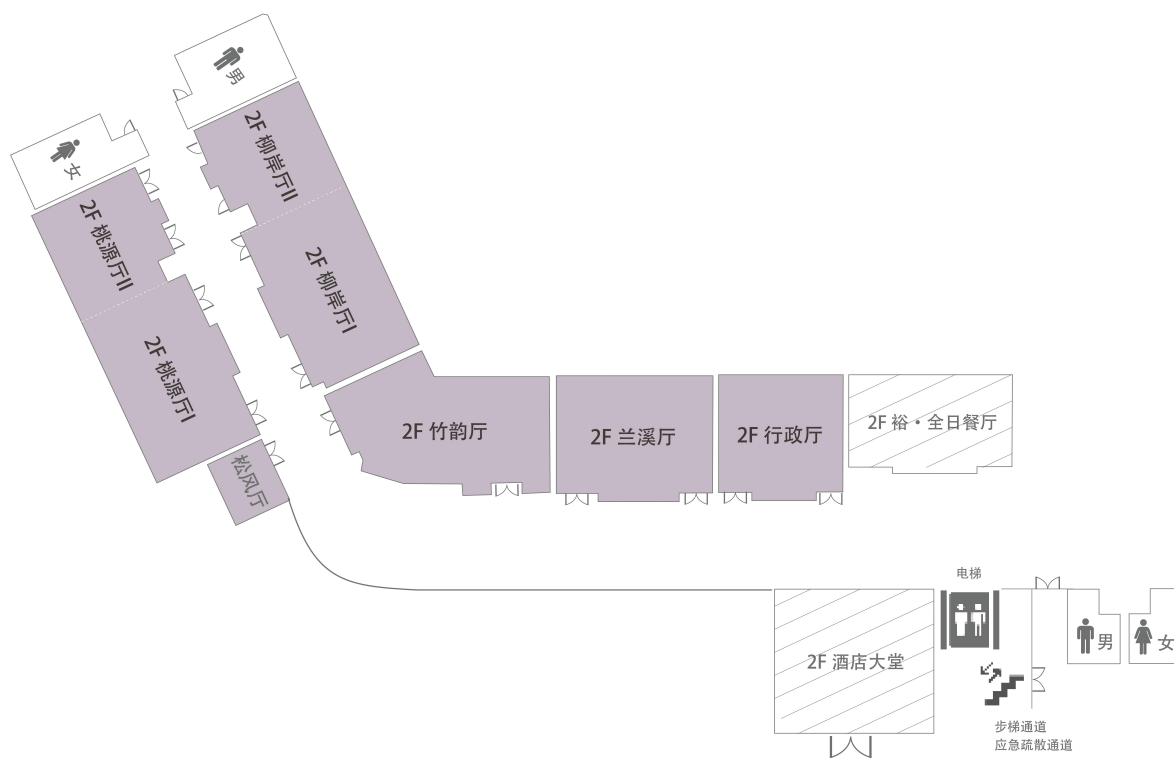 男
2F 柳岸厅II
女
2F 桃源厅II
2F 柳岸厅I
2F 桃源厅I
2F 竹韵厅
2F 兰溪厅
2F 行政厅
2F 裕·全日餐厅
松风厅
电梯
男
女
2F 酒店大堂
步梯通道
应急疏散通道